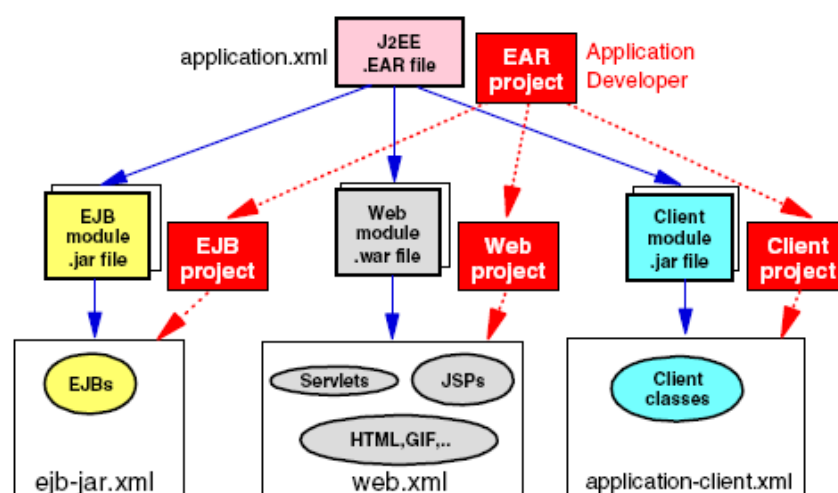 application.xml
J2EE
.EAR file
EAR
project
Application
Developer
EJB
module
.jar file
EJB
project
Web
module
.war file
Web
project
Client
module
.jar file
Client
project
EJBs
ejb-jar.xml
Servlets
JSPs
HTML,GIF,..
web.xml
Client
classes
application-client.xml